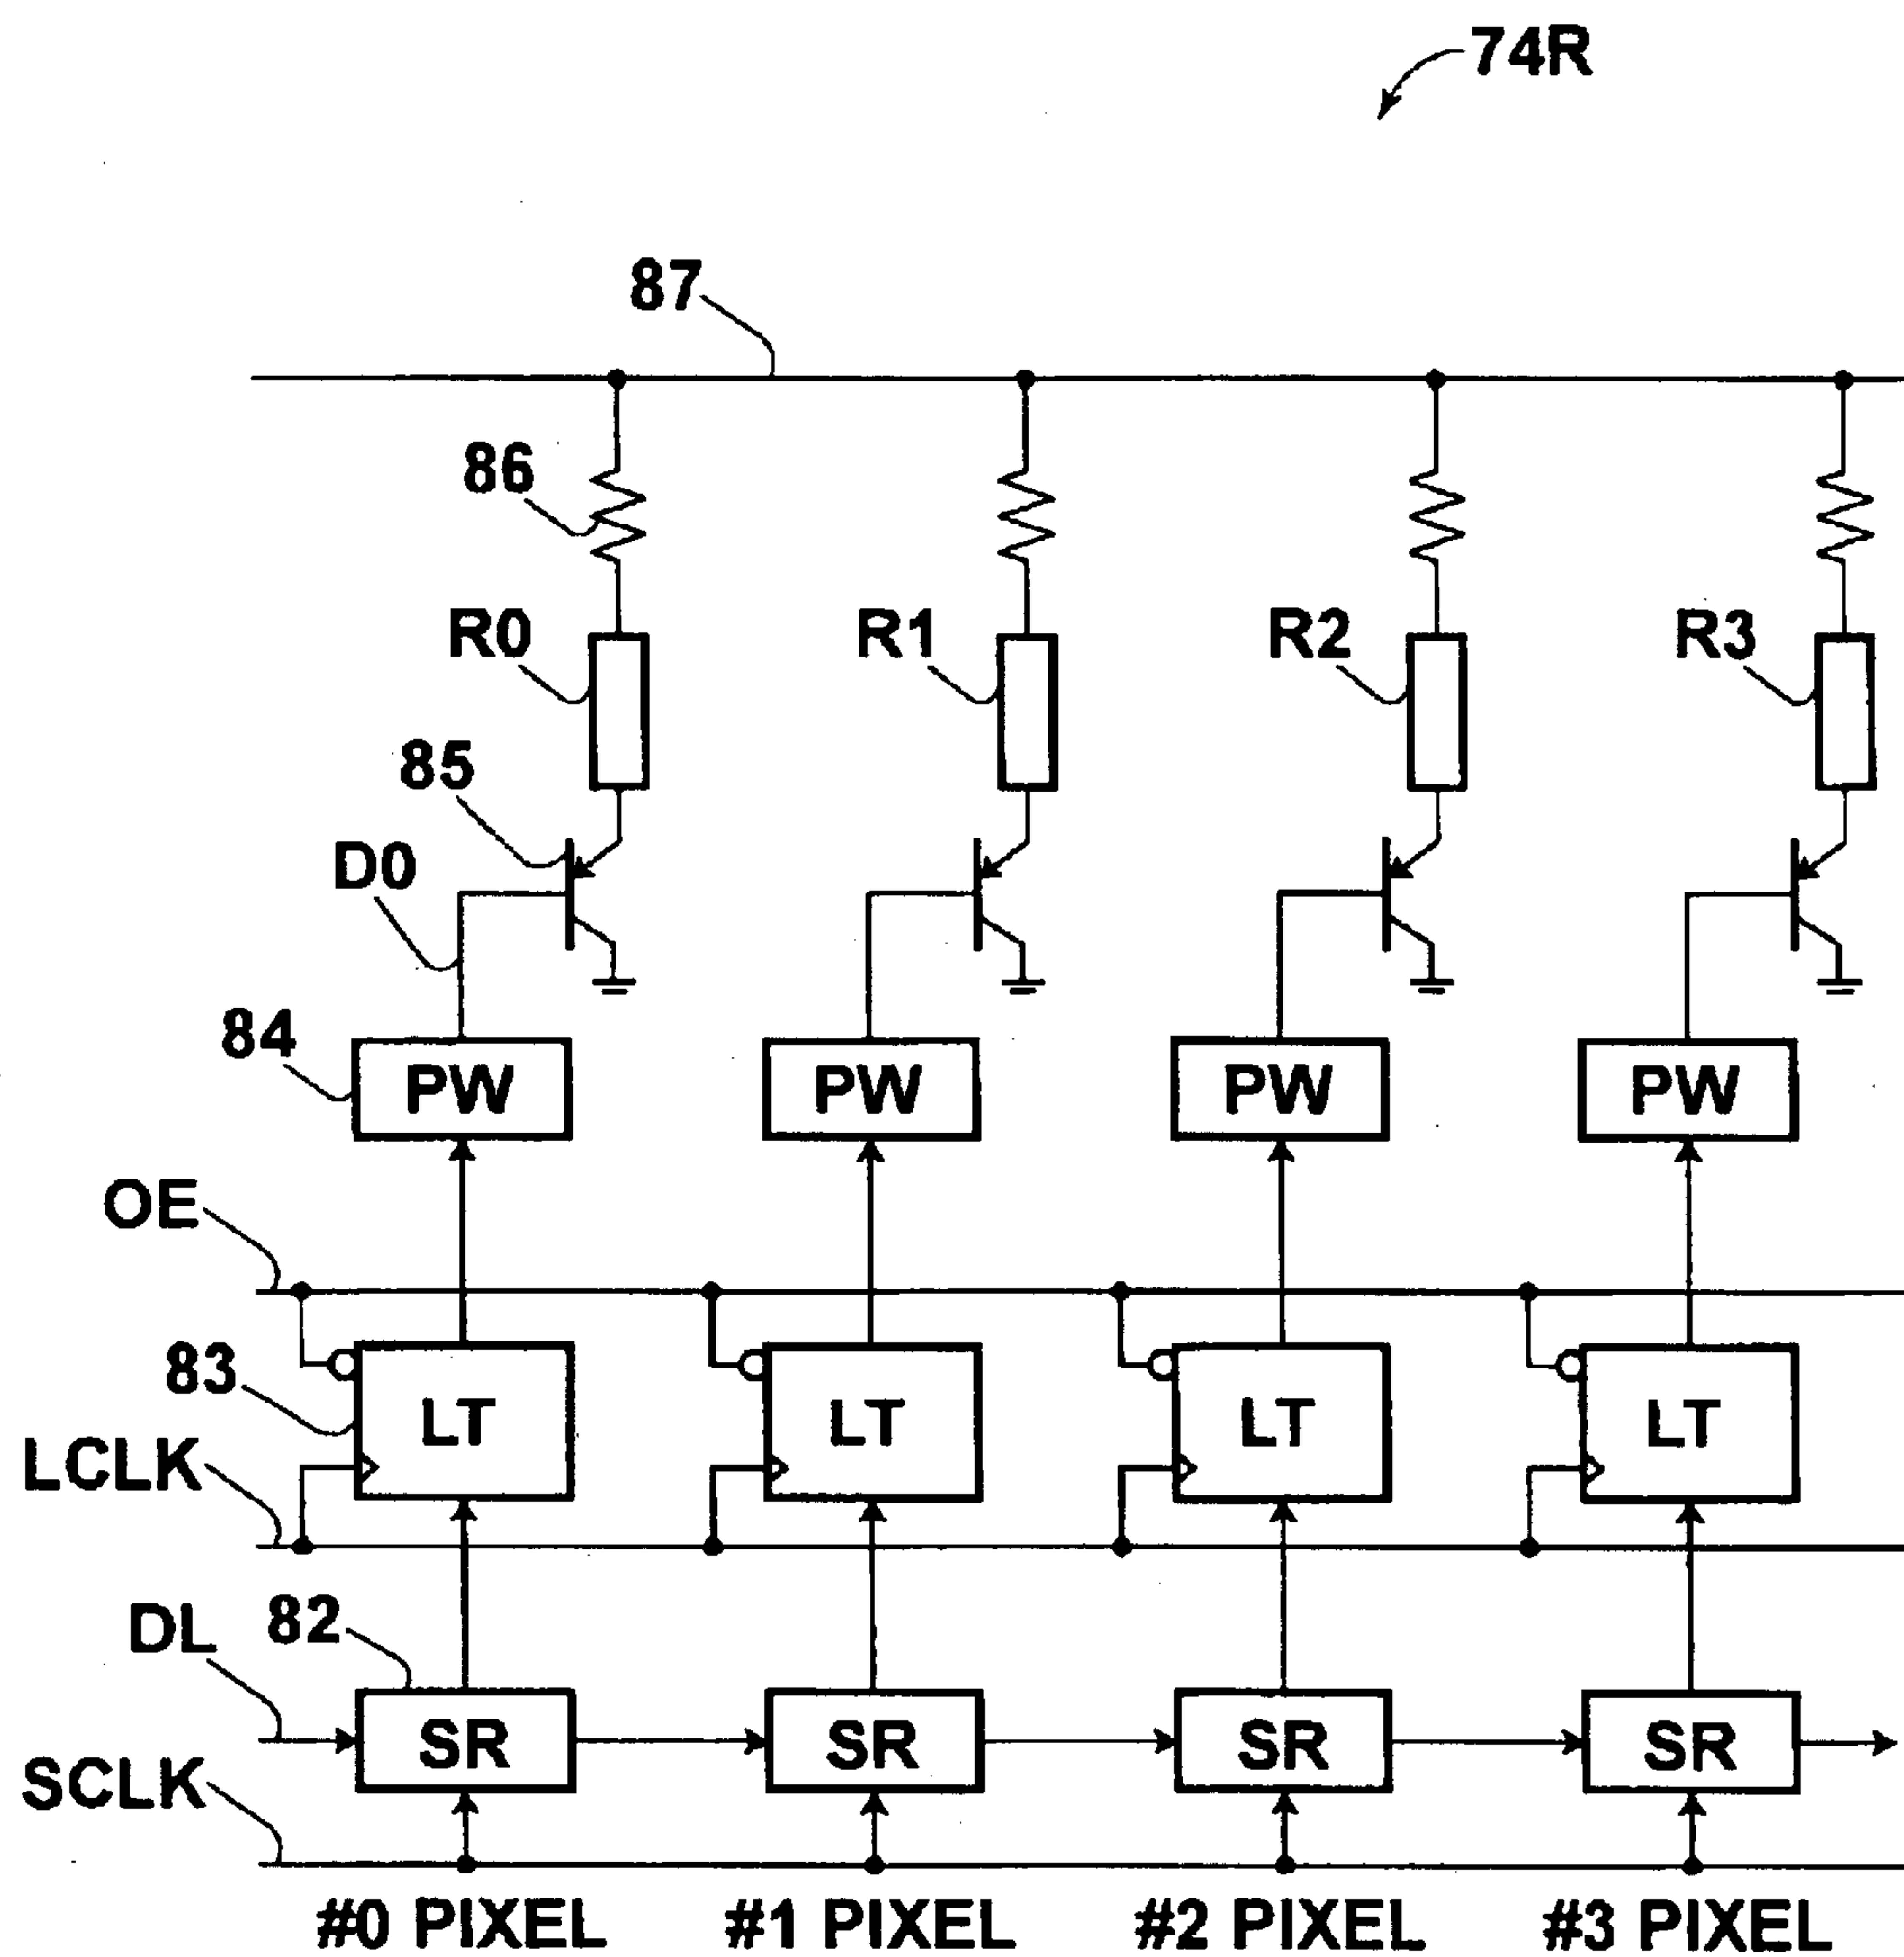 74R
87
86
R0 R1 R2 R3
85
D0
84
PW PW PW PW
OE
83
LT LT LT LT
LCLK
DL 82
SR SR SR SR
SCLK
#0 PIXEL #1 PIXEL #2 PIXEL #3 PIXEL